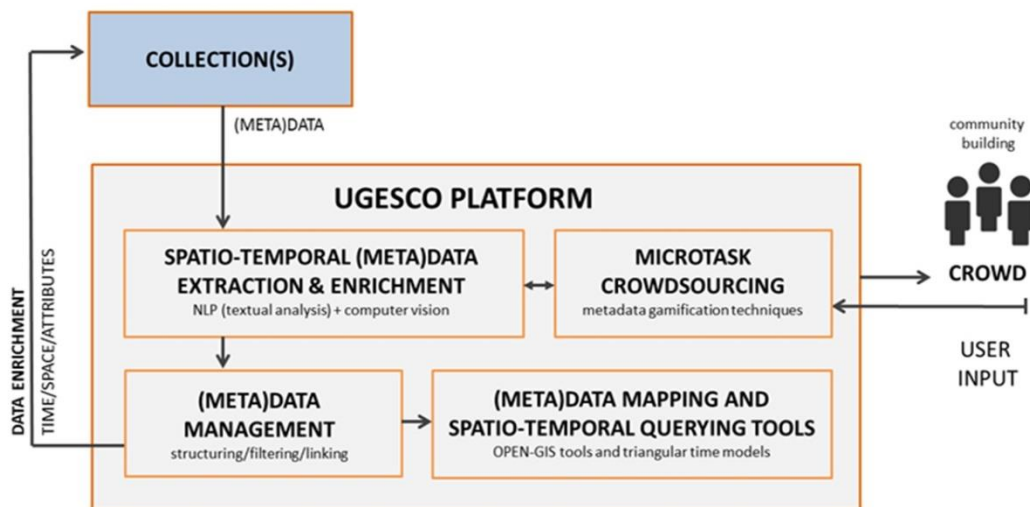 COLLECTION(S)
(META)DATA
community
building
UGESCO PLATFORM
SPATIO-TEMPORAL (META)DATA
EXTRACTION & ENRICHMENT
NLP (textual analysis) + computer vision
MICROTASK
CROWDSOURCING
metadata gamification techniques
CROWD
USER
INPUT
DATA ENRICHMENT
TIME/SPACE/ATTRIBUTES
(META)DATA
MANAGEMENT
structuring/filtering/linking
(META)DATA MAPPING AND
SPATIO-TEMPORAL QUERYING TOOLS
OPEN-GIS tools and triangular time models